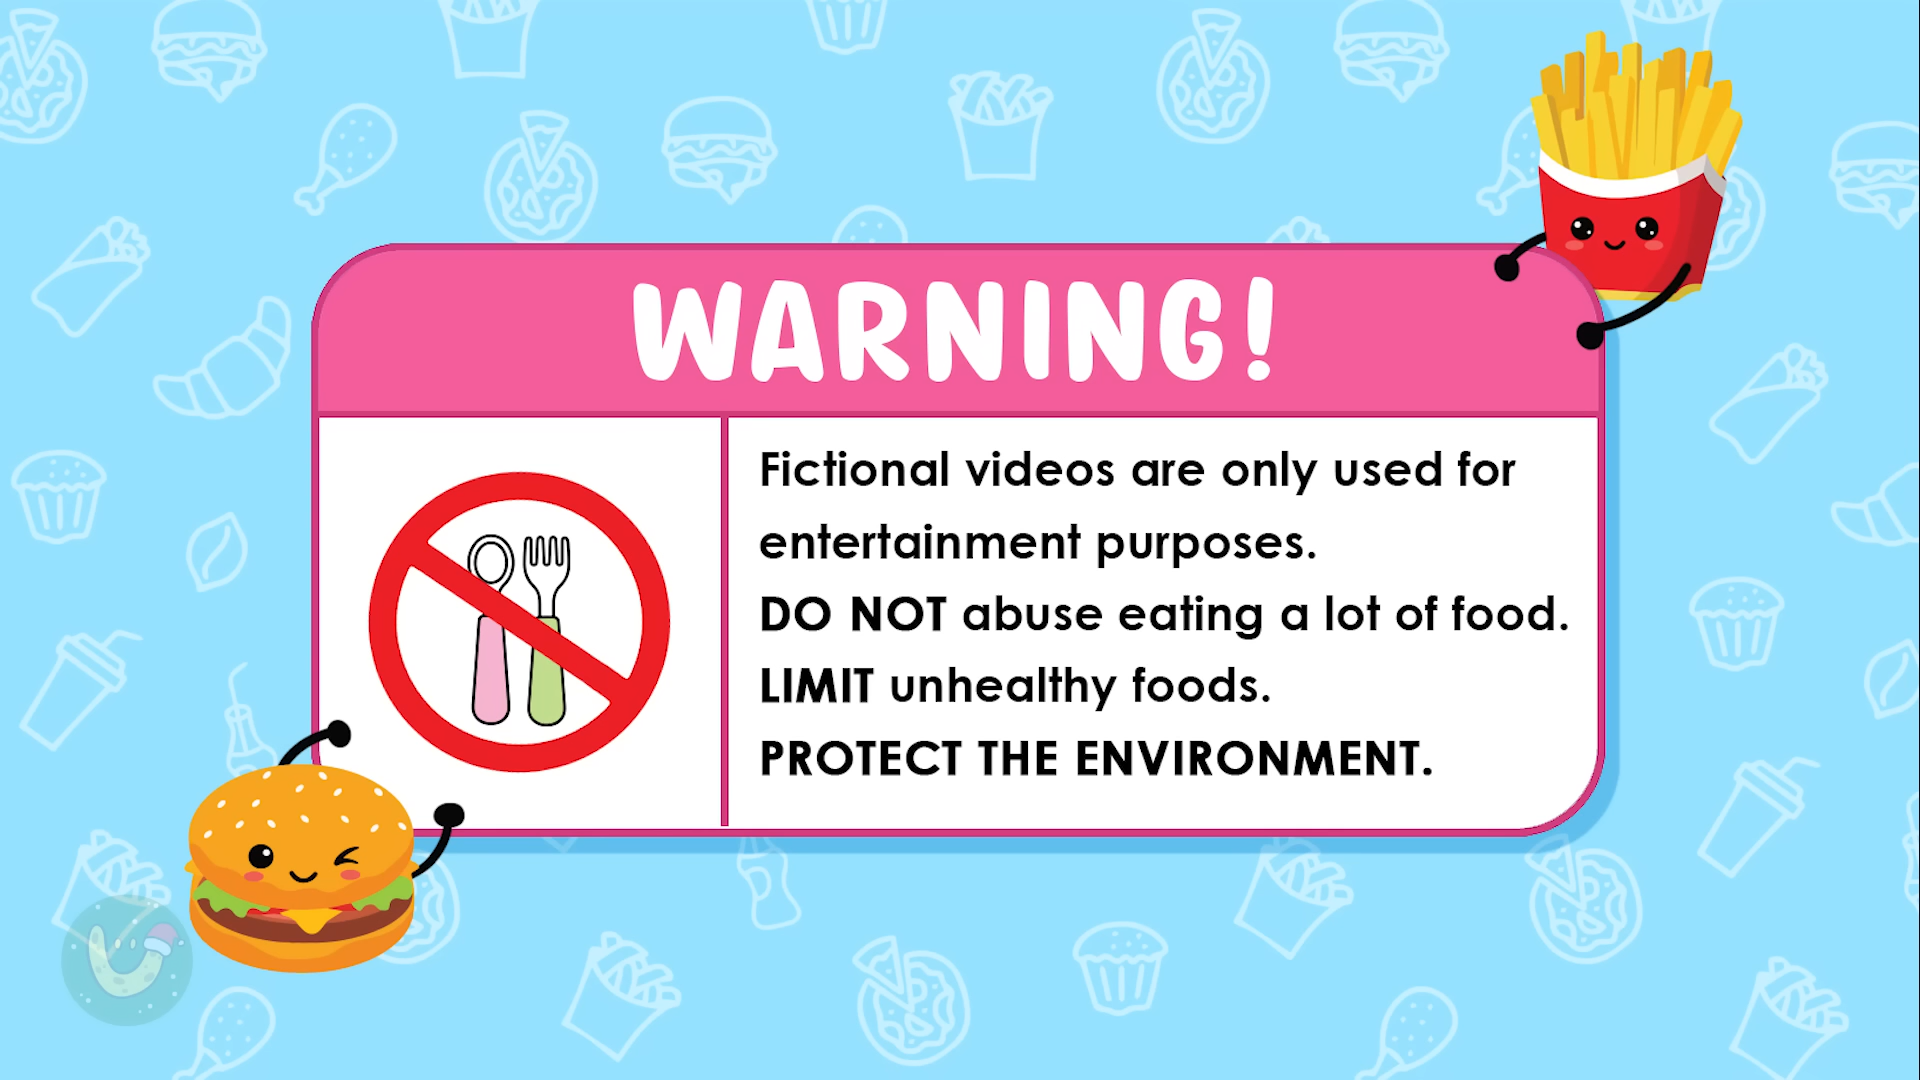 WARNING!
Fictional videos are only used for
entertainment purposes.
DO NOT abuse eating a lot of food.
LIMIT unhealthy foods.
PROTECT THE ENVIRONMENT.